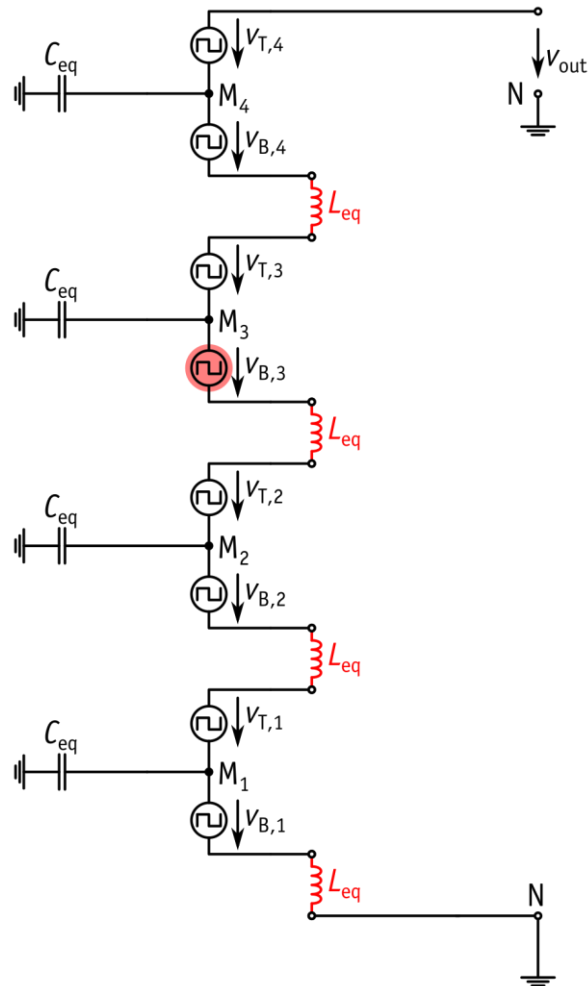 v_T,4
C_eq
v_out
M_4
N
v_B,4
L_eq
v_T,3
C_eq
M_3
v_B,3
L_eq
v_T,2
C_eq
M_2
v_B,2
L_eq
v_T,1
C_eq
M_1
v_B,1
L_eq
N